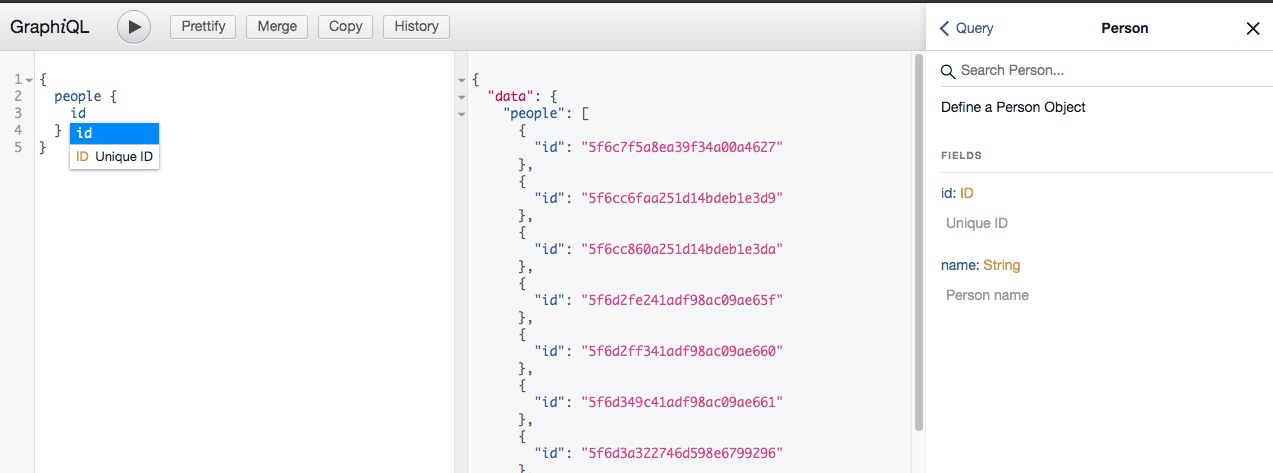 GraphiQL
Prettify
Merge
Copy
History
1 {
2 people {
3 id
4 }
5 }
id
ID Unique ID
{
"data": {
"people": [
{
"id": "5f6c7f5a8ea39f34a00a4627"
},
{
"id": "5f6cc6faa251d14bdeb1e3d9"
},
{
"id": "5f6cc860a251d14bdeb1e3da"
},
{
"id": "5f6d2fe241adf98ac09ae65f"
},
{
"id": "5f6d2ff341adf98ac09ae660"
},
{
"id": "5f6d349c41adf98ac09ae661"
},
{
"id": "5f6d3a322746d598e6799296"
}
Query
Person
Search Person...
Define a Person Object
FIELDS
id: ID
Unique ID
name: String
Person name